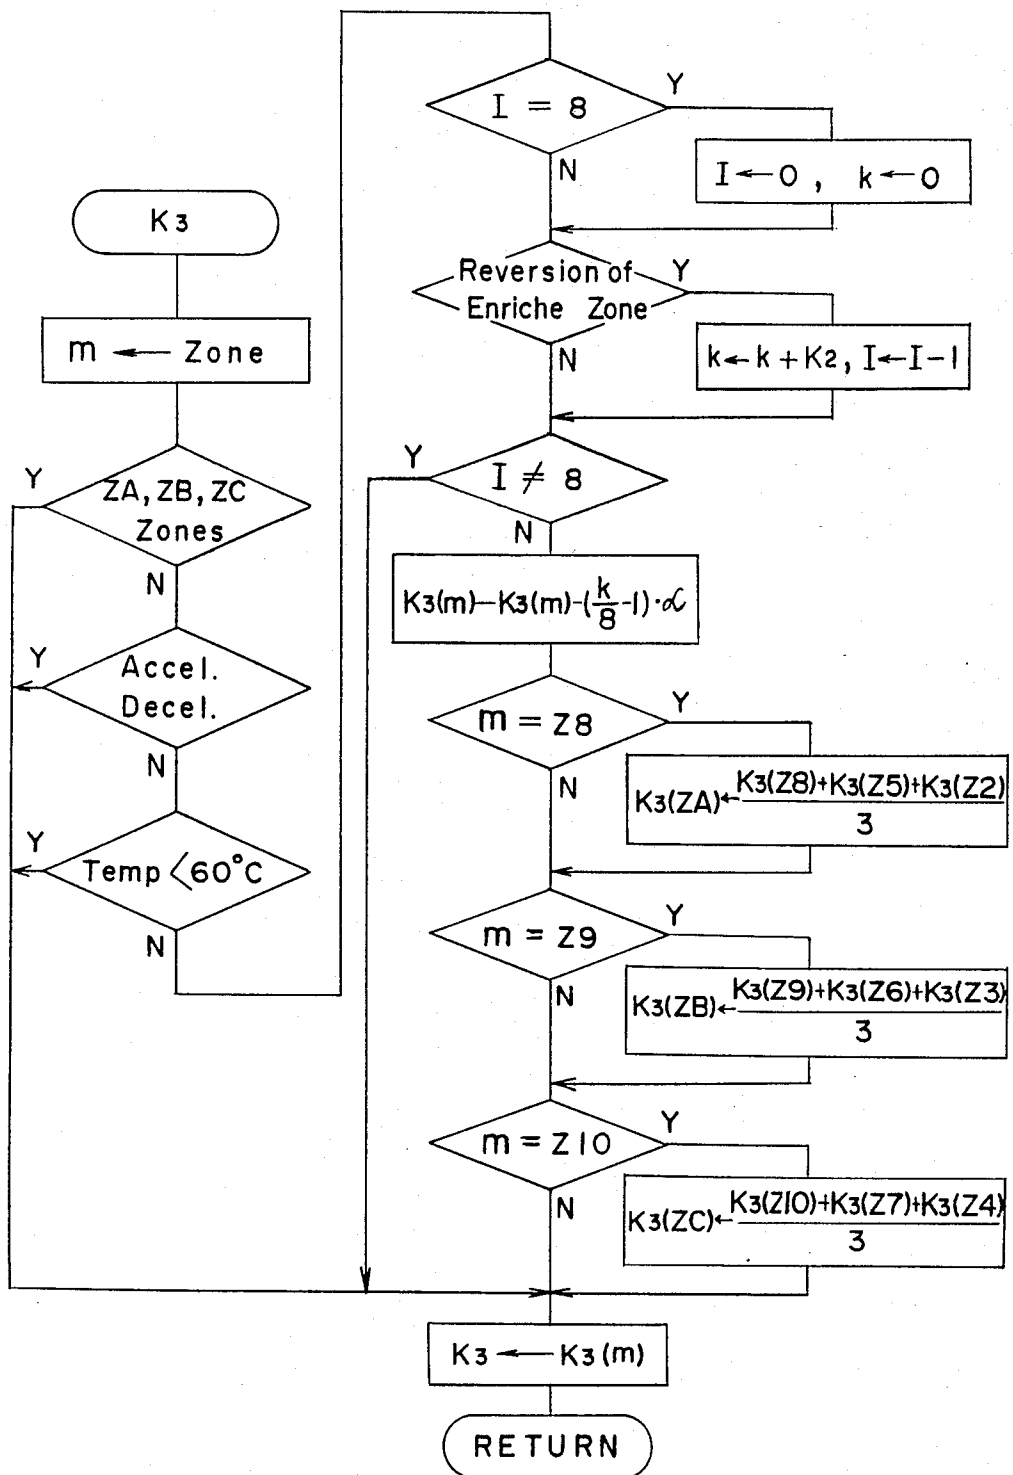 K3
m ← Zone
Y
ZA, ZB, ZC
Zones
N
Y
Accel.
Decel.
N
Y
Temp <60°C
N
I = 8
Y
N
I←0 , k←0
Reversion of
Enriche Zone
Y
N
k←k+K2, I←I-1
Y
I ≠ 8
N
K3(m)—K3(m)-(k/8-1)·α
m = Z8
Y
N
K3(ZA)←K3(Z8)+K3(Z5)+K3(Z2)
3
m = Z9
Y
N
K3(ZB)←K3(Z9)+K3(Z6)+K3(Z3)
3
m = Z10
Y
N
K3(ZC)←K3(Z10)+K3(Z7)+K3(Z4)
3
K3 ← K3(m)
RETURN